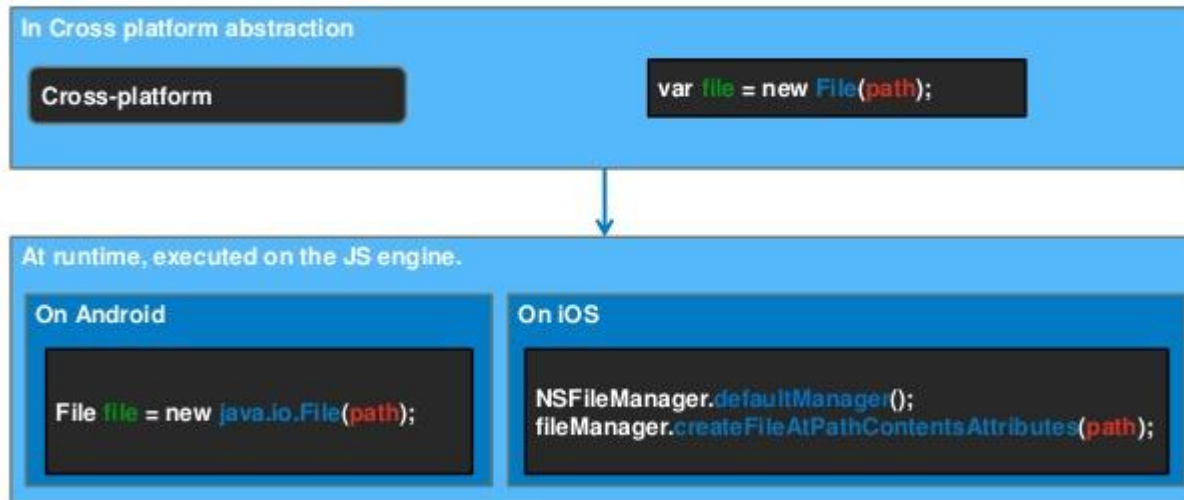 In Cross platform abstraction
Cross-platform
var file = new File(path);
At runtime, executed on the JS engine.
On Android
File file = new java.io.File(path);
On iOS
NSFileManager.defaultManager();
fileManager.createFileAtPathContentsAttributes(path);